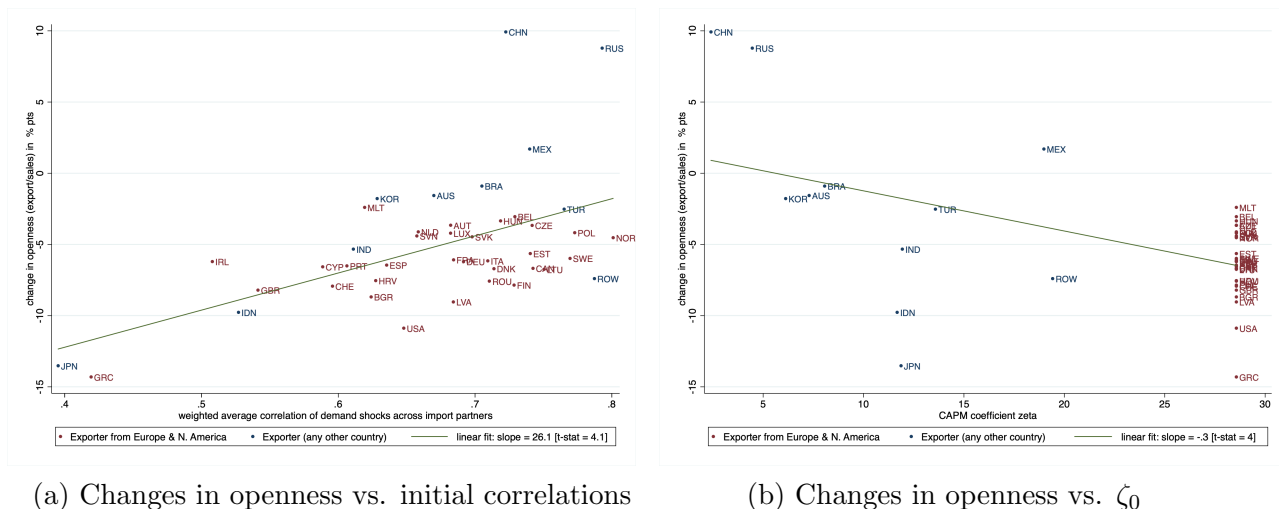 10
5
0
-5
-10
-15
change in openness (export/sales) in % pts
CHN
RUS
MEX
BRA
KOR
AUS
MLT
TUR
BEL
HUN
CZE
AUT
NLD
LUX
SVN
SVK
POL
NOR
IND
EST
IRL
CYP
PRT
ESP
FRA
DEU
ITA
DNK
CAN
LTU
SWE
CHE
HRV
ROU
FIN
ROW
GBR
BGR
LVA
IDN
USA
JPN
GRC
.4 .5 .6 .7 .8
weighted average correlation of demand shocks across import partners
Exporter from Europe & N. America Exporter (any other country) linear fit: slope = 26.1 [t-stat = 4.1]
(a) Changes in openness vs. initial correlations
10
5
0
-5
-10
-15
change in openness (export/sales) in % pts
CHN
RUS
MEX
BRA
KOR
AUS
TUR
MLT
IND
EST
ROW
BGR
LVA
IDN
USA
JPN
GRC
5 10 15 20 25 30
CAPM coefficient zeta
Exporter from Europe & N. America Exporter (any other country) linear fit: slope = -.3 [t-stat = 4]
(b) Changes in openness vs. ζ₀